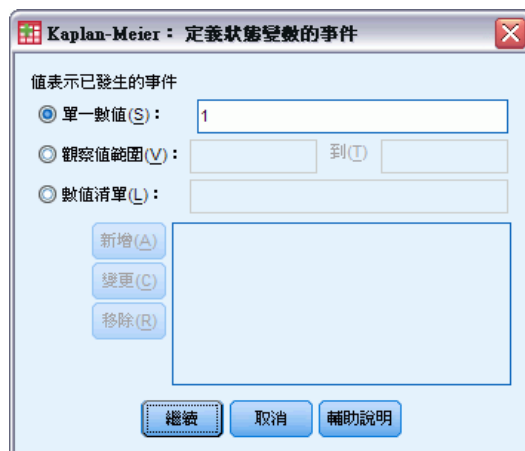 Kaplan-Meier： 定義狀態變數的事件
值表示已發生的事件
單一數值(S)： 1
觀察值範圍(V)： 到(T)
數值清單(L)：
新增(A)
變更(C)
移除(R)
繼續 取消 輔助說明